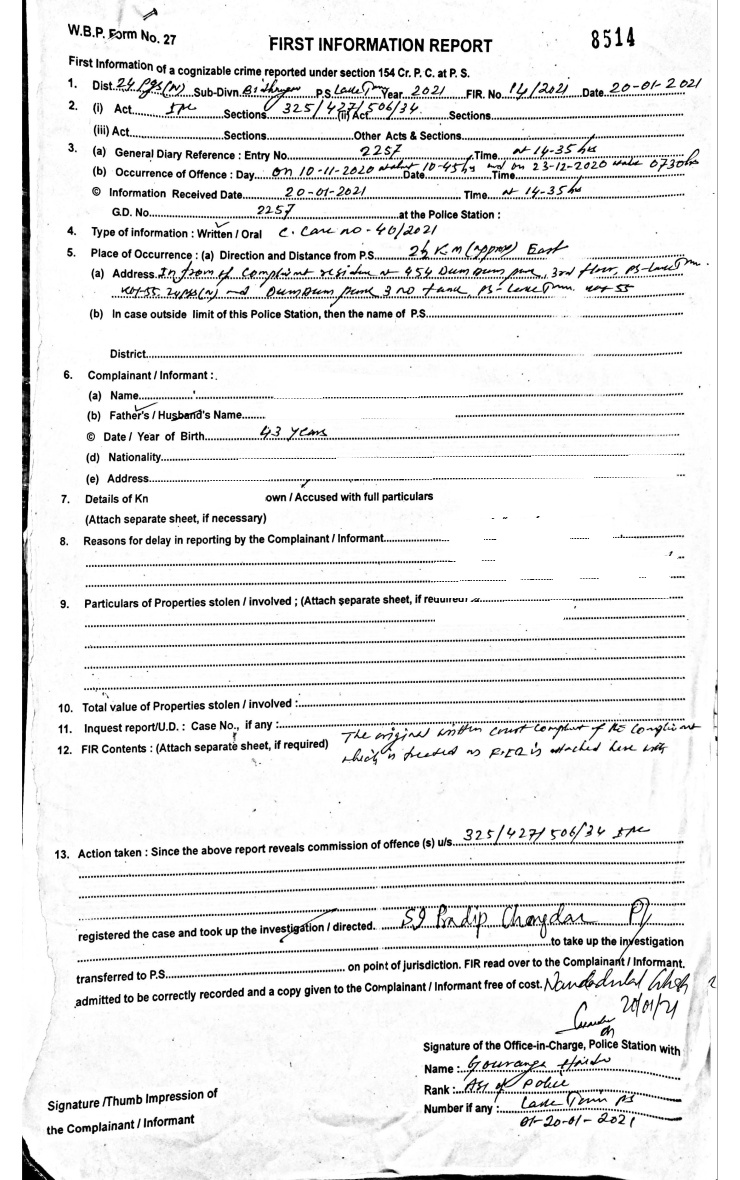 W.B.P. Form No. 27
8514
FIRST INFORMATION REPORT
First Information of a cognizable crime reported under section 154 Cr. P. C. at P. S.
1. Dist. 24 Pgs(N) Sub-Divn. P.S. Lake Town Year 2021 FIR. No. 14/2021 Date 20-01-2021
2. (i) Act IPC Sections 325/427/506/34 (ii) Act Sections
(iii) Act Sections Other Acts & Sections
3. (a) General Diary Reference : Entry No. 2257 Time at 14-35 hrs
(b) Occurrence of Offence : Day on 10-11-2020 10-45 hrs and on 23-12-2020 0730 hrs Date Time
© Information Received Date 20-01-2021 Time at 14-35 hrs
G.D. No. 2257 at the Police Station :
4. Type of information : Written / Oral C. Case no - 40/2021
5. Place of Occurrence : (a) Direction and Distance from P.S. 2½ Km (approx) East
(a) Address In front of complainant at 454 Dum Dum park, 3rd floor, PS-Lake Town
Kol-55 24 pgs(N) and Dum Dum park 3 no tank, PS-Lake Town Kol-55
(b) In case outside limit of this Police Station, then the name of P.S.
District
6. Complainant / Informant :
(a) Name
(b) Father's / Husband's Name
© Date / Year of Birth 43 years
(d) Nationality
(e) Address
7. Details of Kn own / Accused with full particulars
(Attach separate sheet, if necessary)
8. Reasons for delay in reporting by the Complainant / Informant
9. Particulars of Properties stolen / involved ; (Attach separate sheet, if required)
10. Total value of Properties stolen / involved :
11. Inquest report/U.D. : Case No., if any :
12. FIR Contents : (Attach separate sheet, if required) The original written court complaint of the complainant
which is treated as F.I.R is attached here with
13. Action taken : Since the above report reveals commission of offence (s) u/s. 325/427/506/34 IPC
registered the case and took up the investigation / directed. SI Pradip Chongdar
to take up the investigation
transferred to P.S. on point of jurisdiction. FIR read over to the Complainant / Informant.
admitted to be correctly recorded and a copy given to the Complainant / Informant free of cost. Nandadulal Ghosh
20/01/21
Signature of the Office-in-Charge, Police Station with
Name : Gouranga
Rank : ASI of Police
Number if any : Lake Town PS
20-01-2021
Signature /Thumb Impression of
the Complainant / Informant